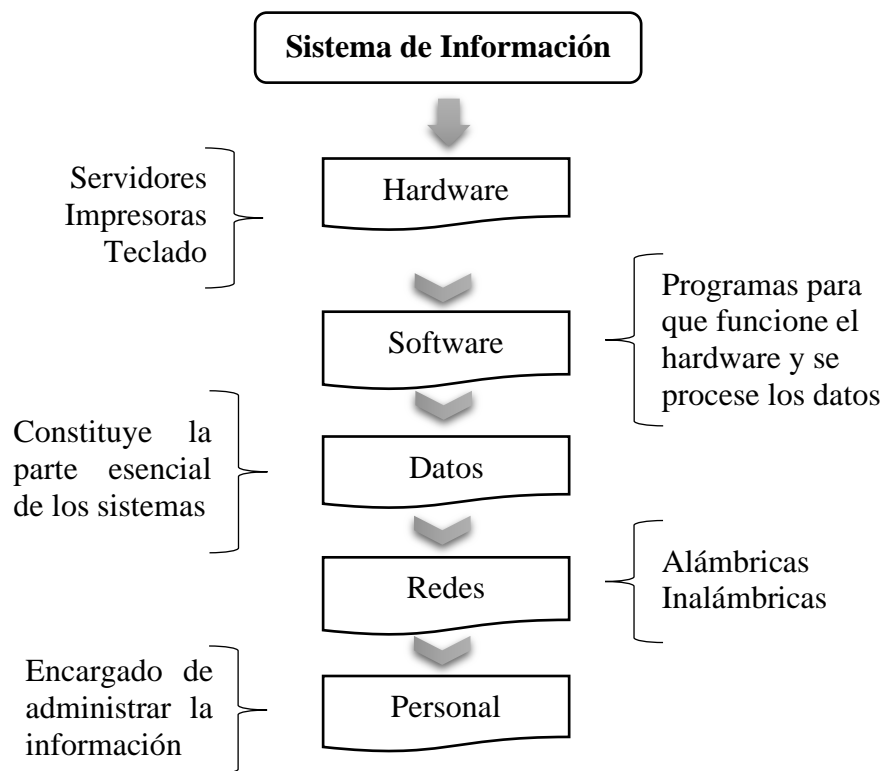 Sistema de Información
Servidores
Impresoras
Teclado
Hardware
Software
Programas para
que funcione el
hardware y se
procese los datos
Constituye la
parte esencial
de los sistemas
Datos
Redes
Alámbricas
Inalámbricas
Encargado de
administrar la
información
Personal